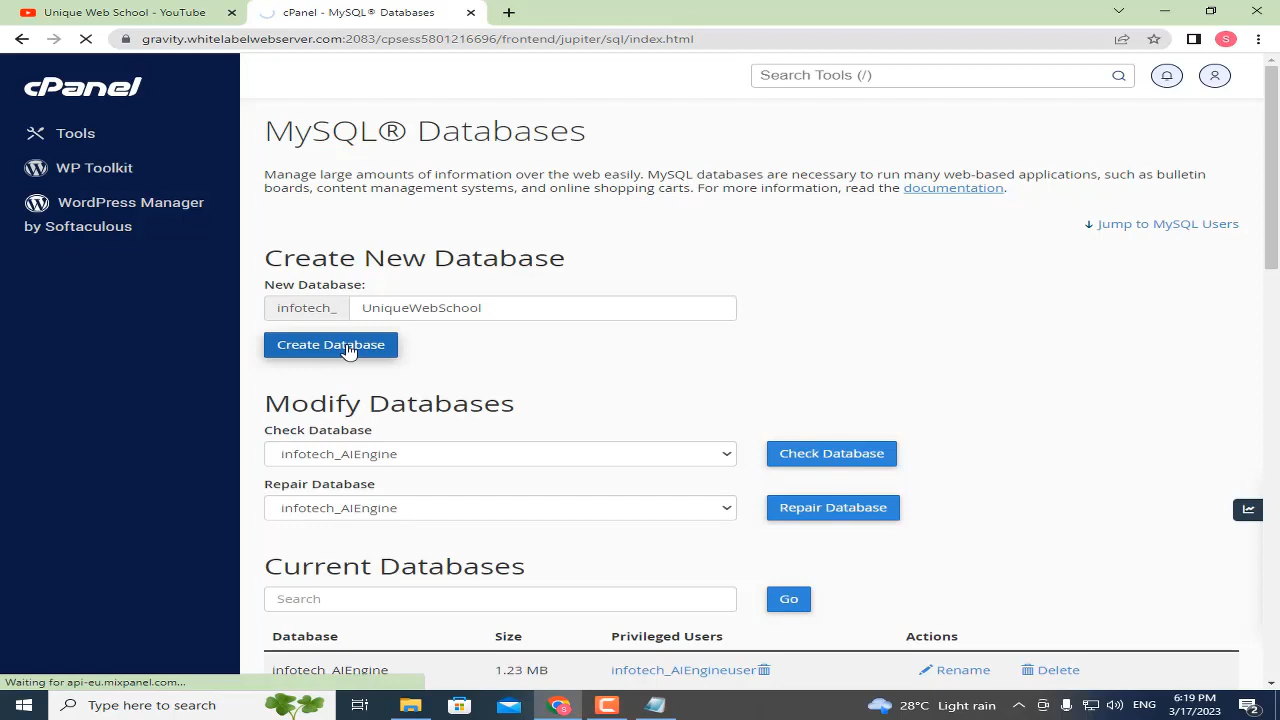 Unique Web School - YouTube
cPanel - MySQL® Databases
gravity.whitelabelwebserver.com:2083/cpsess5801216696/frontend/jupiter/sql/index.html
S
cPanel
Search Tools (/)
Tools
WP Toolkit
WordPress Manager
by Softaculous
MySQL® Databases
Manage large amounts of information over the web easily. MySQL databases are necessary to run many web-based applications, such as bulletin
boards, content management systems, and online shopping carts. For more information, read the documentation.
Jump to MySQL Users
Create New Database
New Database:
infotech_ UniqueWebSchool
Create Database
Modify Databases
Check Database
infotech_AIEngine Check Database
Repair Database
infotech_AIEngine Repair Database
Current Databases
Search Go
Database Size Privileged Users Actions
infotech_AIEngine 1.23 MB infotech_AIEngineuser Rename Delete
Waiting for api-eu.mixpanel.com...
Type here to search
28°C Light rain
ENG
6:19 PM
3/17/2023
2